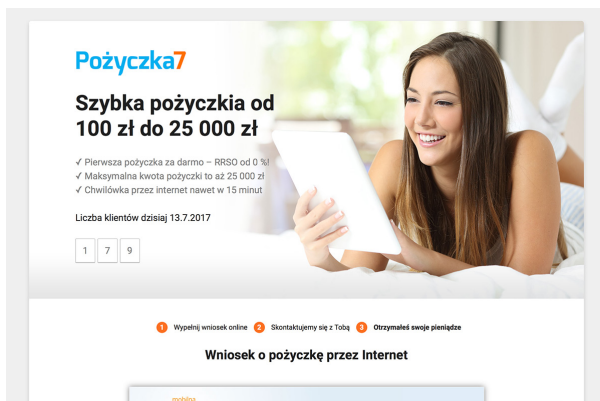 Pożyczka7
Szybka pożyczkia od
100 zł do 25 000 zł
✓ Pierwsza pożyczka za darmo – RRSO od 0 %!
✓ Maksymalna kwota pożyczki to aż 25 000 zł
✓ Chwilówka przez internet nawet w 15 minut
Liczba klientów dzisiaj 13.7.2017
1 7 9
1 Wypełnij wniosek online 2 Skontaktujemy się z Tobą 3 Otrzymałeś swoje pieniądze
Wniosek o pożyczkę przez Internet
mobilna